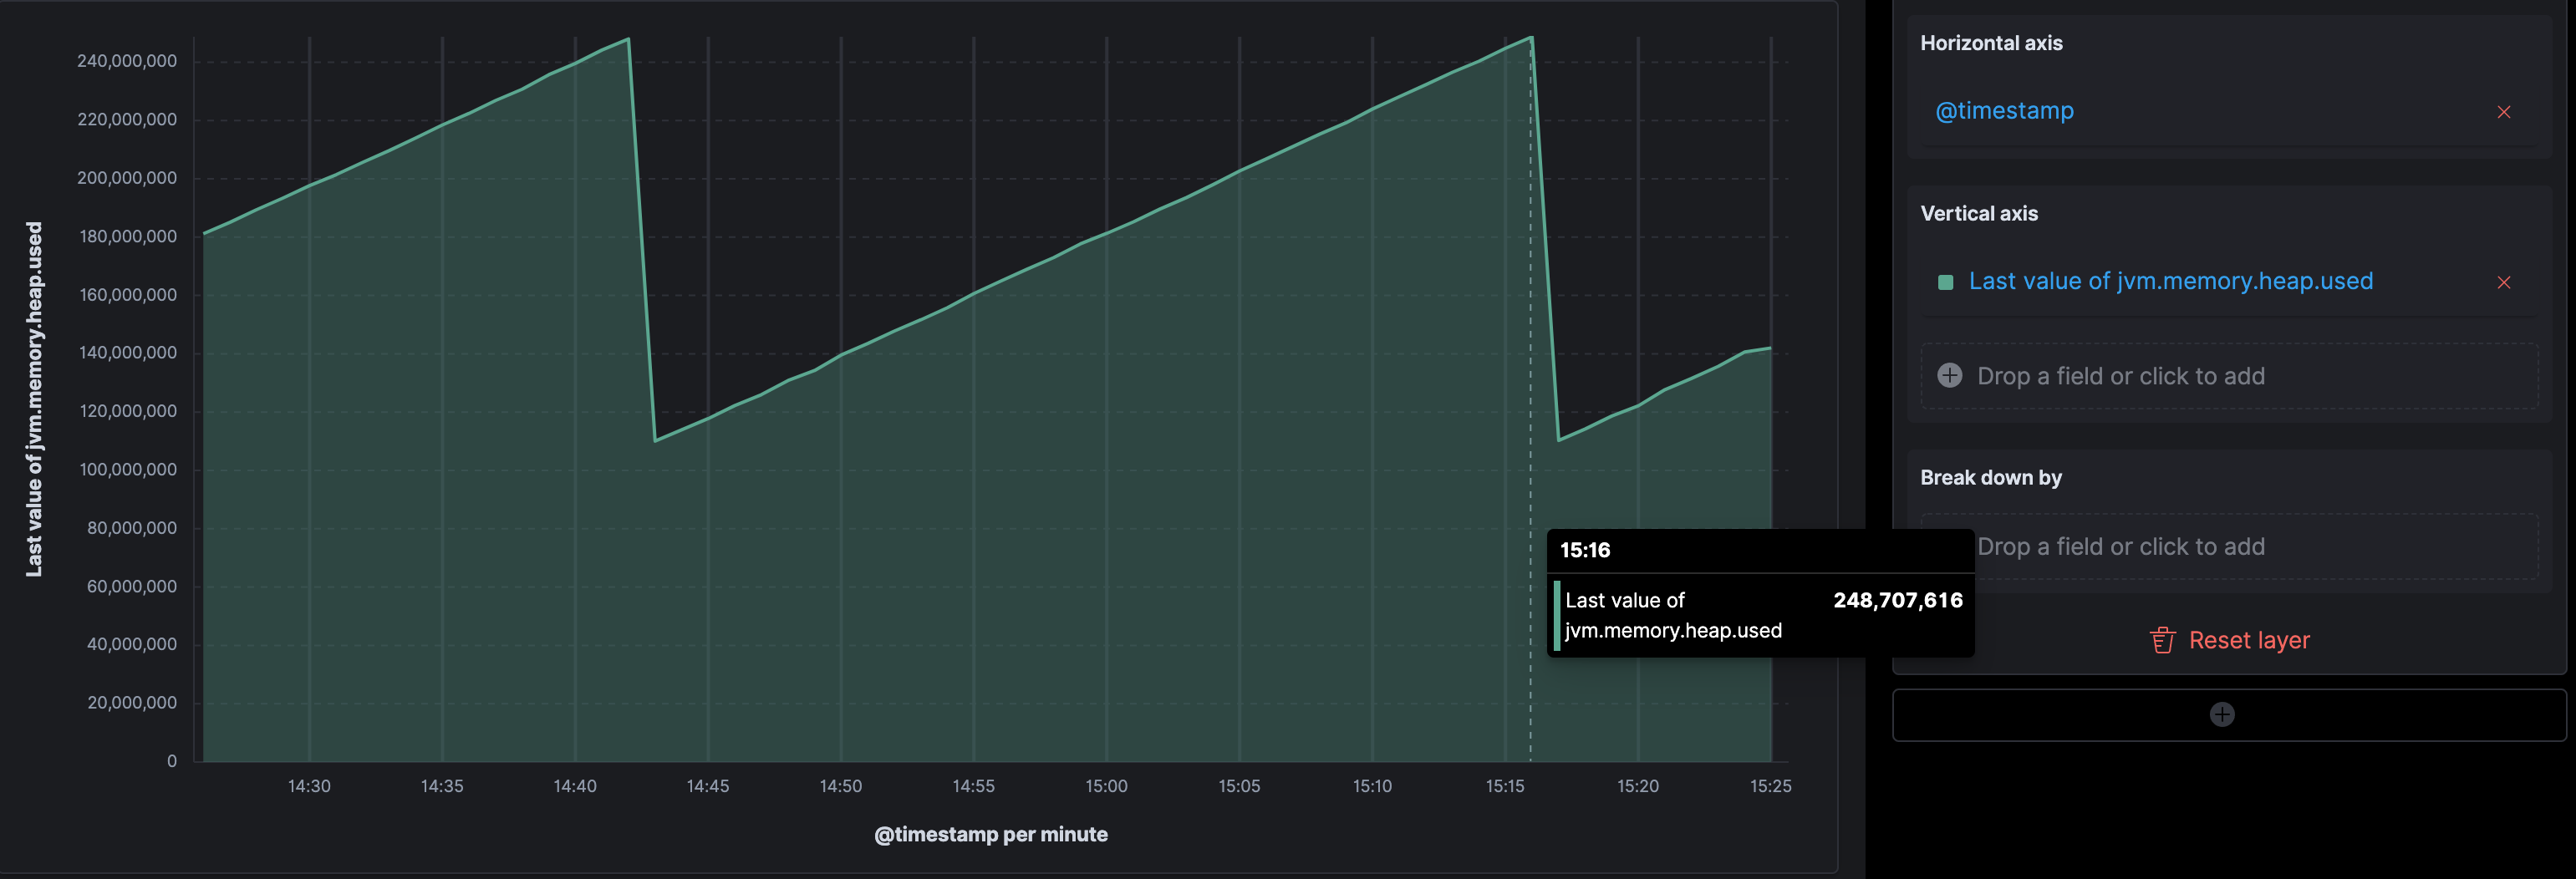 240,000,000
220,000,000
200,000,000
180,000,000
160,000,000
140,000,000
120,000,000
100,000,000
80,000,000
60,000,000
40,000,000
20,000,000
0
Last value of jvm.memory.heap.used
14:30
14:35
14:40
14:45
14:50
14:55
15:00
15:05
15:10
15:15
15:20
15:25
@timestamp per minute
15:16
Last value of
jvm.memory.heap.used
248,707,616
Horizontal axis
@timestamp
Vertical axis
Last value of jvm.memory.heap.used
Drop a field or click to add
Break down by
Drop a field or click to add
Reset layer